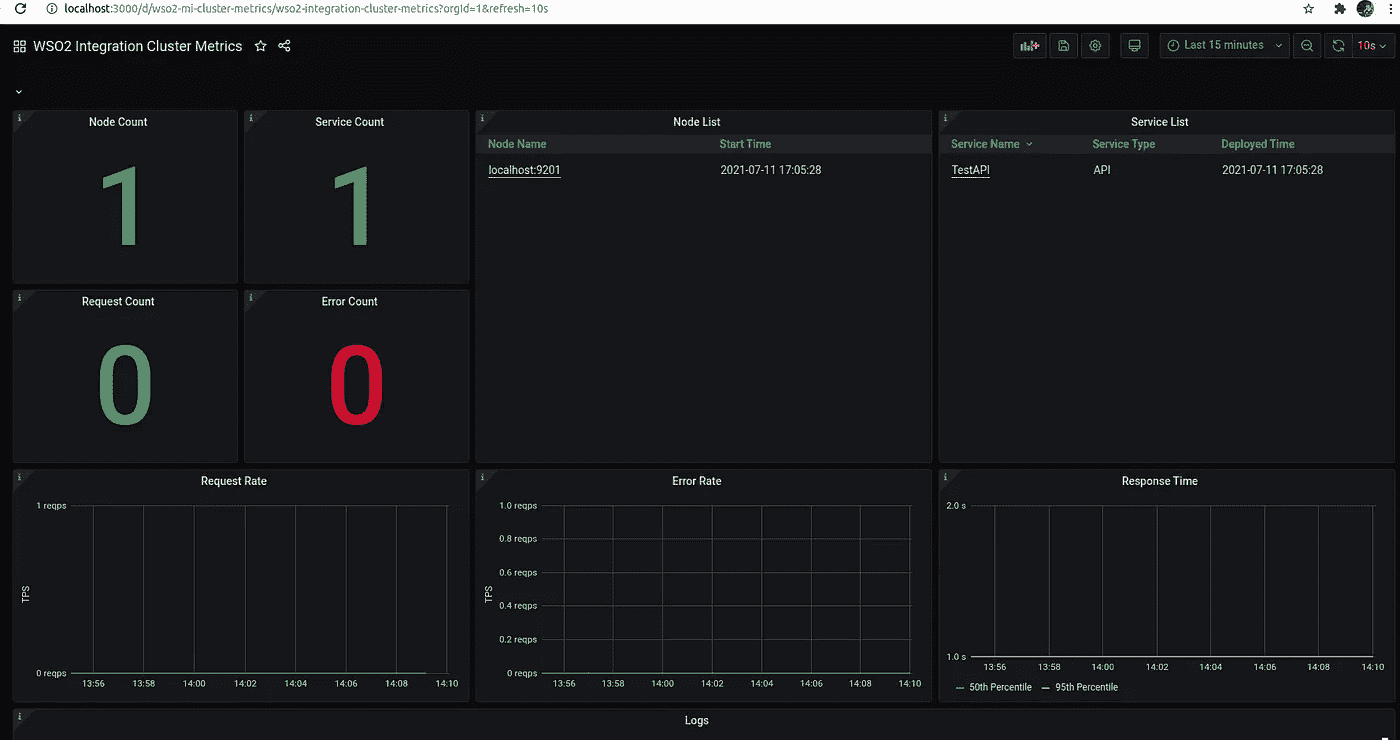 localhost:3000/d/wso2-mi-cluster-metrics/wso2-integration-cluster-metrics?orgId=1&refresh=10s
WSO2 Integration Cluster Metrics
Last 15 minutes
10s
Node Count
1
Service Count
1
Node List
Node Name Start Time
localhost:9201 2021-07-11 17:05:28
Service List
Service Name Service Type Deployed Time
TestAPI API 2021-07-11 17:05:28
Request Count
0
Error Count
0
Request Rate
TPS
1 reqps
0 reqps
13:56 13:58 14:00 14:02 14:04 14:06 14:08 14:10
Error Rate
TPS
1.0 reqps
0.8 reqps
0.6 reqps
0.4 reqps
0.2 reqps
0 reqps
13:56 13:58 14:00 14:02 14:04 14:06 14:08 14:10
Response Time
2.0 s
1.0 s
13:56 13:58 14:00 14:02 14:04 14:06 14:08 14:10
50th Percentile 95th Percentile
Logs